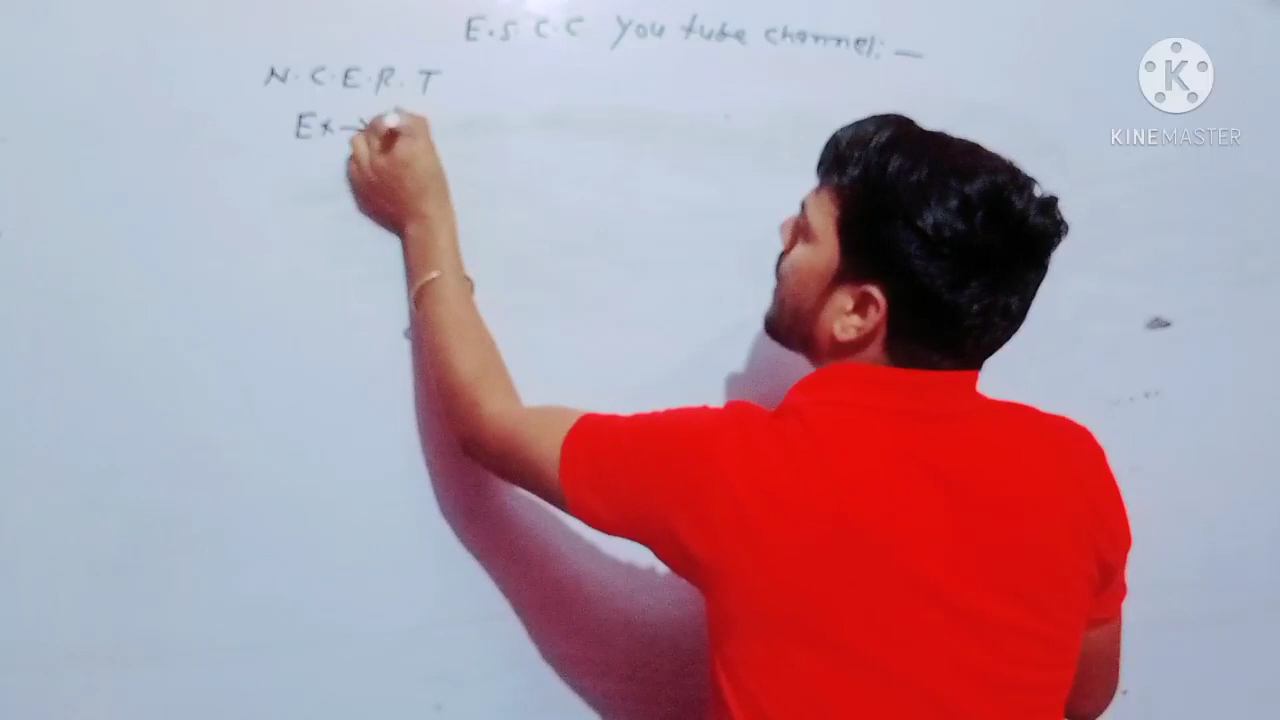 E.S C.C You tube channel:-
N.C.E.R.T
Ex→
K
KINEMASTER